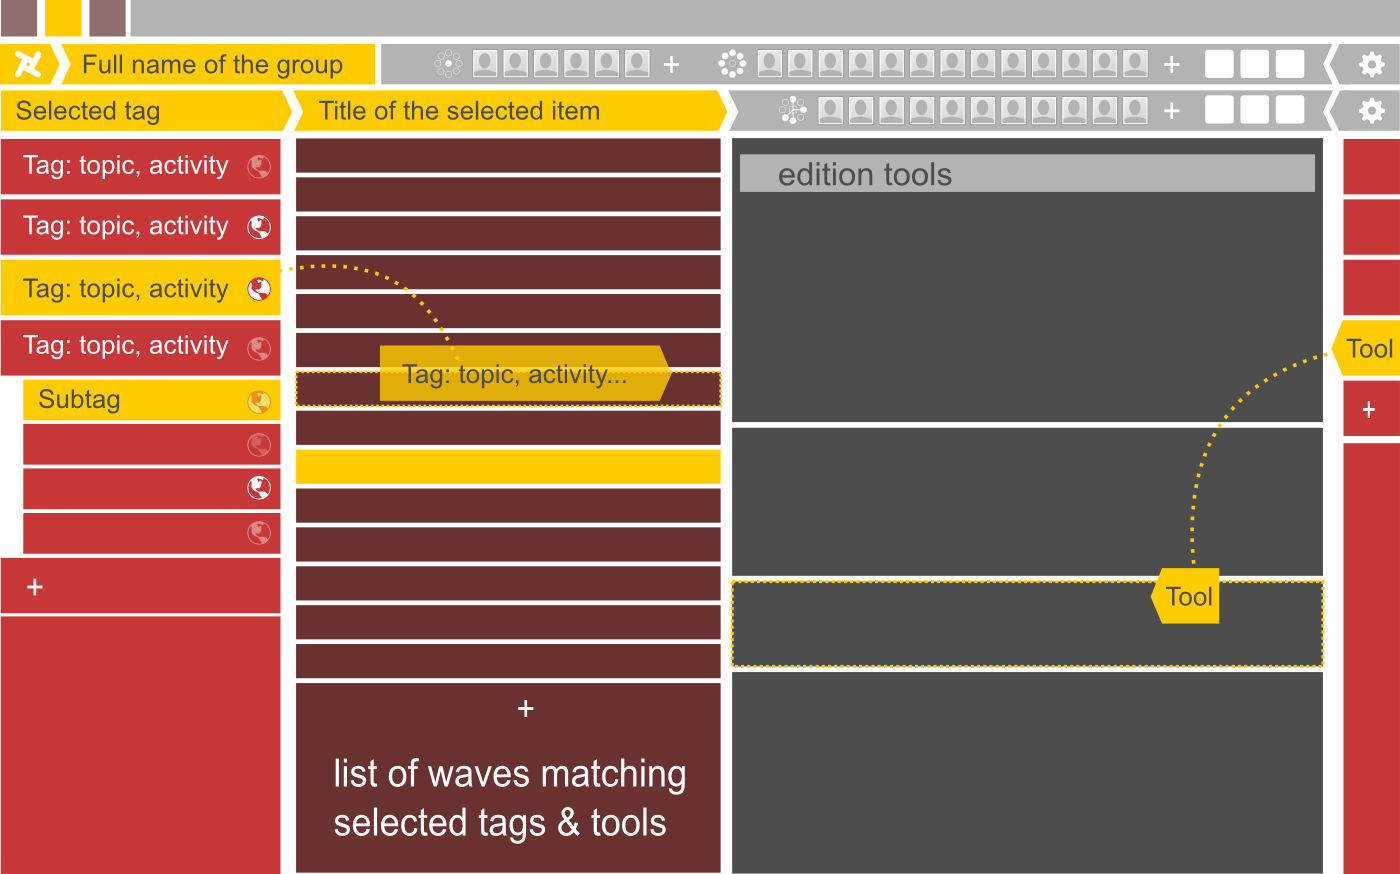 Full name of the group
+
+
Selected tag
Title of the selected item
+
Tag: topic, activity
Tag: topic, activity
Tag: topic, activity
Tag: topic, activity
Subtag
+
Tag: topic, activity...
+
list of waves matching
selected tags & tools
edition tools
Tool
Tool
+